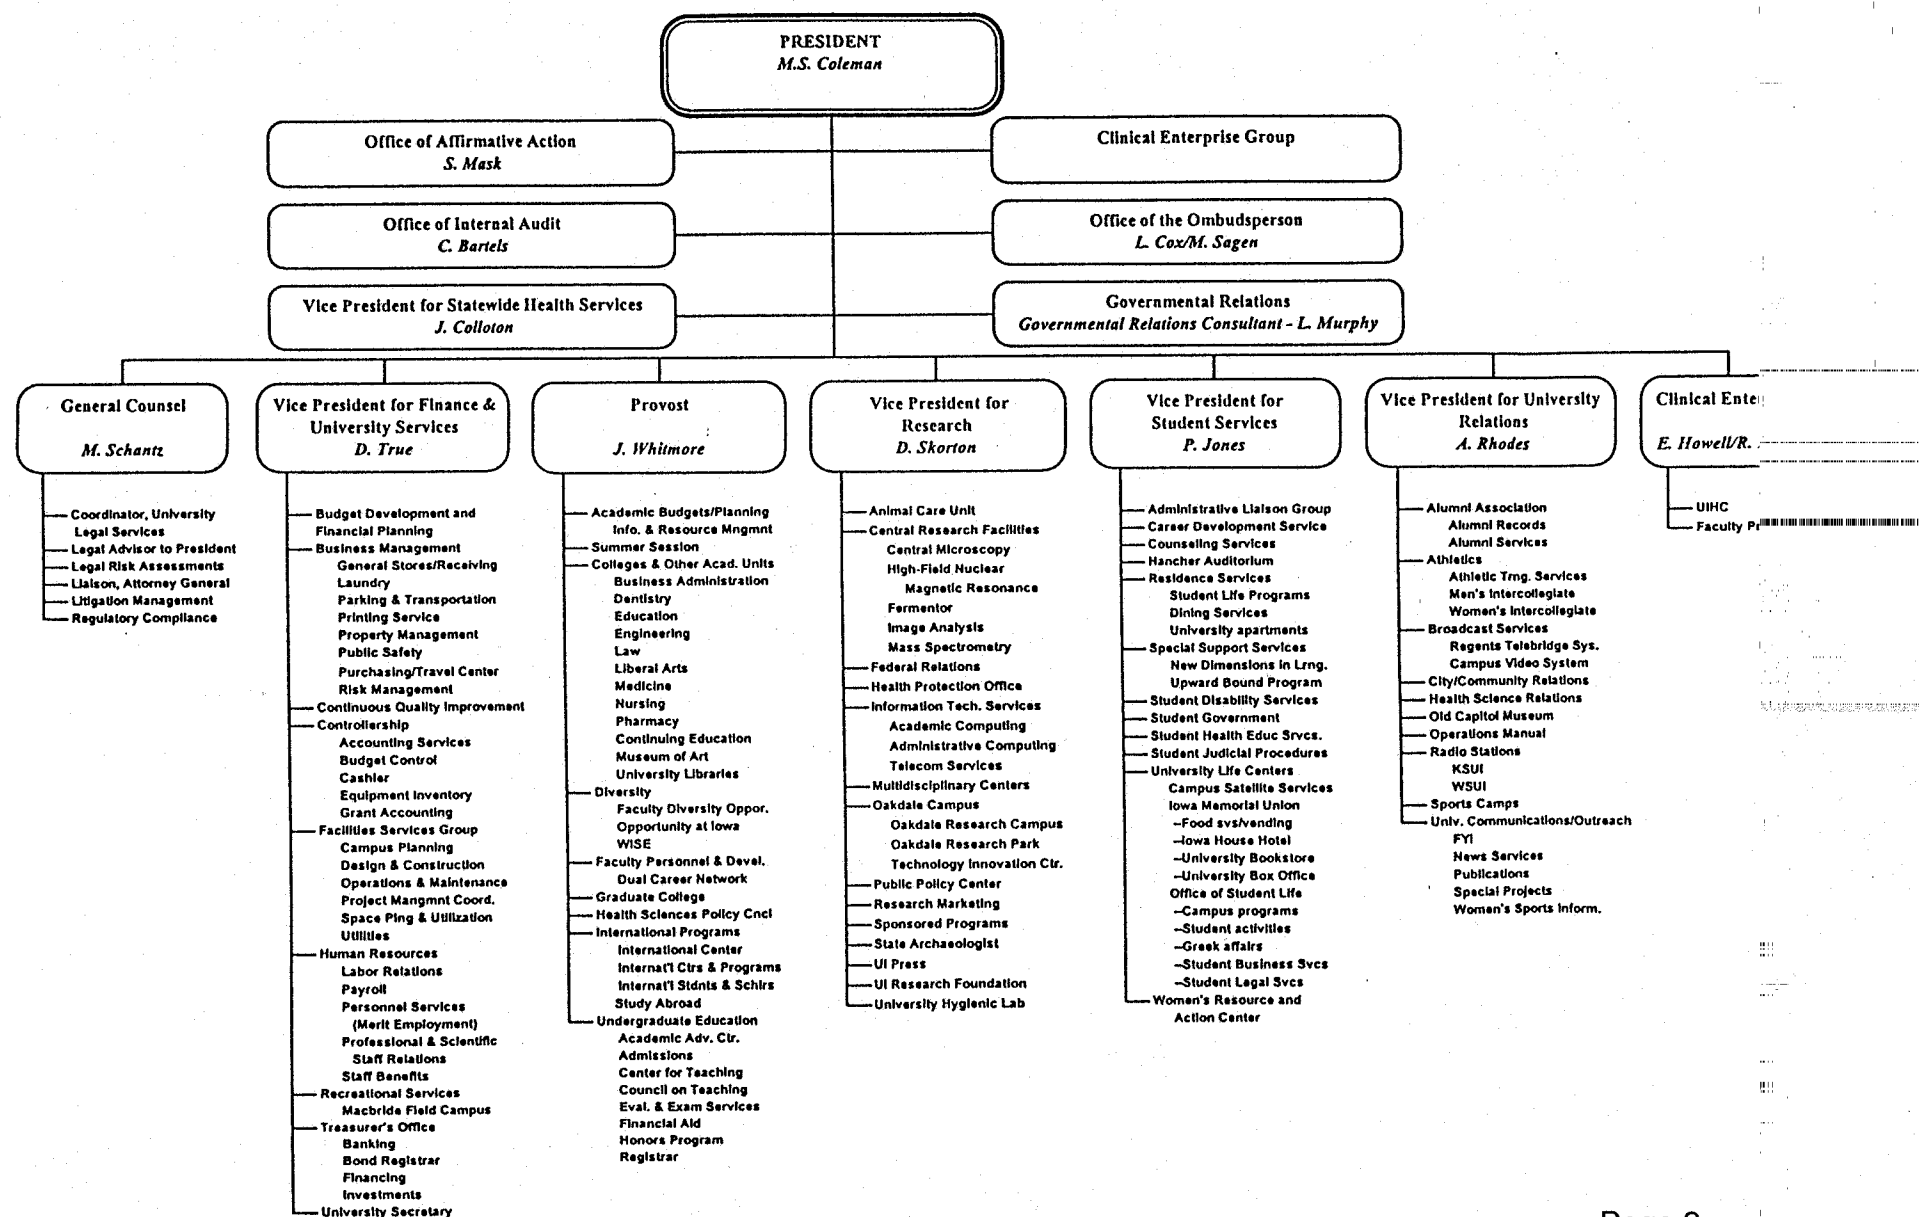 PRESIDENT
M.S. Coleman
Office of Affirmative Action
S. Mask
Clinical Enterprise Group
Office of Internal Audit
C. Bartels
Office of the Ombudsperson
L. Cox/M. Sagen
Vice President for Statewide Health Services
J. Colloton
Governmental Relations
Governmental Relations Consultant - L. Murphy
General Counsel
M. Schantz
Coordinator, University
Legal Services
Legal Advisor to President
Legal Risk Assessments
Liaison, Attorney General
Litigation Management
Regulatory Compliance
Vice President for Finance &
University Services
D. True
Budget Development and
Financial Planning
Business Management
General Stores/Receiving
Laundry
Parking & Transportation
Printing Service
Property Management
Public Safety
Purchasing/Travel Center
Risk Management
Continuous Quality Improvement
Controllership
Accounting Services
Budget Control
Cashier
Equipment Inventory
Grant Accounting
Facilities Services Group
Campus Planning
Design & Construction
Operations & Maintenance
Project Mangmnt Coord.
Space Plng & Utilization
Utilities
Human Resources
Labor Relations
Payroll
Personnel Services
(Merit Employment)
Professional & Scientific
Staff Relations
Staff Benefits
Recreational Services
Macbride Field Campus
Treasurer's Office
Banking
Bond Registrar
Financing
Investments
University Secretary
Provost
J. Whitmore
Academic Budgets/Planning
Info. & Resource Mngmnt
Summer Session
Colleges & Other Acad. Units
Business Administration
Dentistry
Education
Engineering
Law
Liberal Arts
Medicine
Nursing
Pharmacy
Continuing Education
Museum of Art
University Libraries
Diversity
Faculty Diversity Oppor.
Opportunity at Iowa
WISE
Faculty Personnel & Devel.
Dual Career Network
Graduate College
Health Sciences Policy Cncl
International Programs
International Center
Internat'l Ctrs & Programs
Internat'l Stdnts & Schlrs
Study Abroad
Undergraduate Education
Academic Adv. Ctr.
Admissions
Center for Teaching
Council on Teaching
Eval. & Exam Services
Financial Aid
Honors Program
Registrar
Vice President for
Research
D. Skorton
Animal Care Unit
Central Research Facilities
Central Microscopy
High-Field Nuclear
Magnetic Resonance
Fermentor
Image Analysis
Mass Spectrometry
Federal Relations
Health Protection Office
Information Tech. Services
Academic Computing
Administrative Computing
Telecom Services
Multidisciplinary Centers
Oakdale Campus
Oakdale Research Campus
Oakdale Research Park
Technology Innovation Ctr.
Public Policy Center
Research Marketing
Sponsored Programs
State Archaeologist
UI Press
UI Research Foundation
University Hygienic Lab
Vice President for
Student Services
P. Jones
Administrative Liaison Group
Career Development Service
Counseling Services
Hancher Auditorium
Residence Services
Student Life Programs
Dining Services
University apartments
Special Support Services
New Dimensions in Lrng.
Upward Bound Program
Student Disability Services
Student Government
Student Health Educ Srvcs.
Student Judicial Procedures
University Life Centers
Campus Satellite Services
Iowa Memorial Union
--Food svs/vending
--Iowa House Hotel
--University Bookstore
--University Box Office
Office of Student Life
--Campus programs
--Student activities
--Greek affairs
--Student Business Svcs
--Student Legal Svcs
Women's Resource and
Action Center
Vice President for University
Relations
A. Rhodes
Alumni Association
Alumni Records
Alumni Services
Athletics
Athletic Trng. Services
Men's Intercollegiate
Women's Intercollegiate
Broadcast Services
Regents Telebridge Sys.
Campus Video System
City/Community Relations
Health Science Relations
Old Capitol Museum
Operations Manual
Radio Stations
KSUI
WSUI
Sports Camps
Univ. Communications/Outreach
FYI
News Services
Publications
Special Projects
Women's Sports Inform.
Clinical Enter
E. Howell/R.
UIHC
Faculty Pr